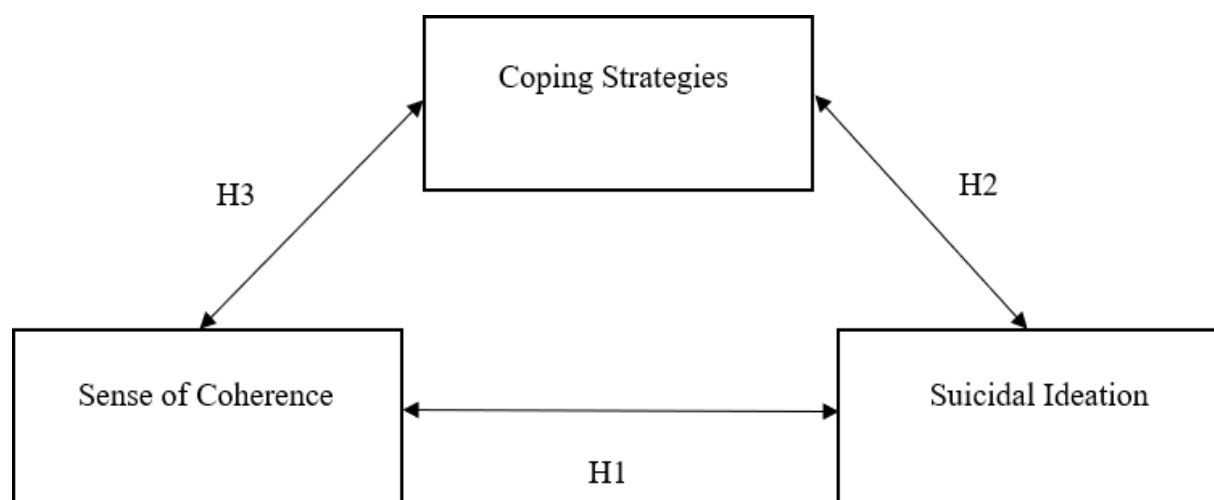 Coping Strategies
H3
H2
Sense of Coherence
Suicidal Ideation
H1